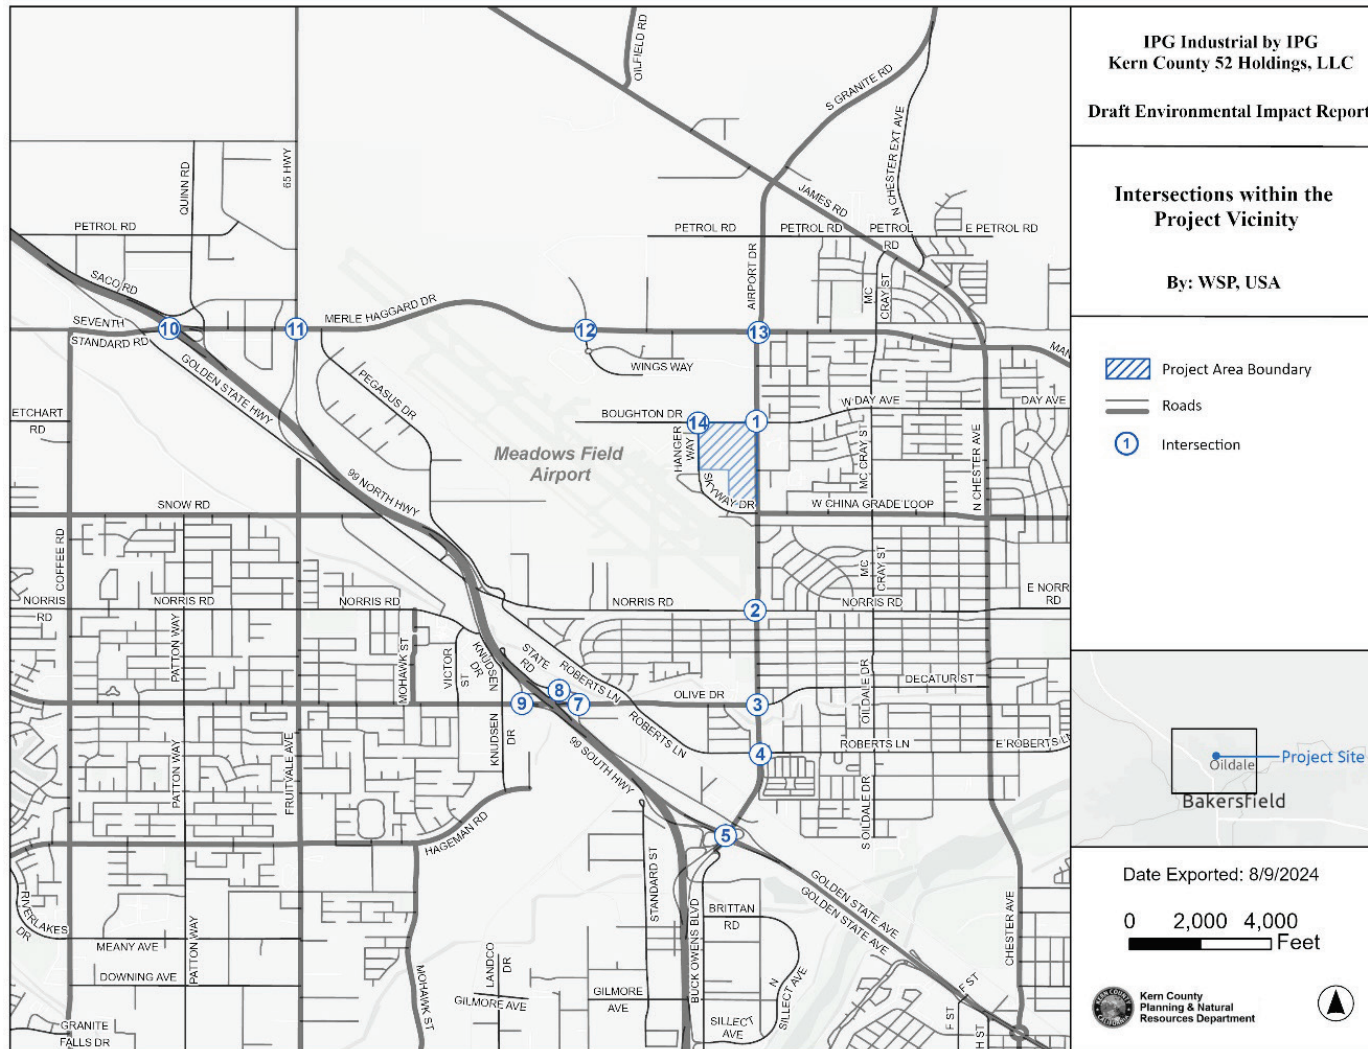 IPG Industrial by IPG
Kern County 52 Holdings, LLC
Draft Environmental Impact Report
Intersections within the
Project Vicinity
By: WSP, USA
Project Area Boundary
Roads
1
Intersection
Project Site
Oildale
Bakersfield
Date Exported: 8/9/2024
0 2,000 4,000
Feet
Kern County
Planning & Natural
Resources Department
OILFIELD RD
S GRANITE RD
N CHESTER EXT AVE
QUINN RD
65 HWY
JAMES RD
PETROL RD
PETROL RD
PETROL RD
PETROL
RD
E PETROL RD
SACO RD
AIRPORT DR
MC
CRAY ST
MERLE HAGGARD DR
SEVENTH
STANDARD RD
10
11
12
13
WINGS WAY
GOLDEN STATE HWY
PEGASUS DR
ETCHART
RD
BOUGHTON DR
14
1
W DAY AVE
DAY AVE
HANGER
WAY
MC CRAY ST
N CHESTER AVE
Meadows Field
Airport
SKYWAY DR
99 NORTH HWY
SNOW RD
W CHINA GRADE LOOP
COFFEE RD
MC
CRAY ST
NORRIS
RD
NORRIS RD
NORRIS RD
NORRIS RD
2
NORRIS RD
E NORR
RD
PATTON WAY
MOHAWK ST
VICTOR
ST
KNUDSEN
DR
STATE
RD
ROBERTS LN
DECATUR ST
OILDALE DR
9
8
7
OLIVE DR
3
KNUDSEN
DR
ROBERTS LN
4
ROBERTS LN
E ROBERTS LN
99 SOUTH HWY
PATTON WAY
FRUITVALE AVE
S OILDALE DR
HAGEMAN RD
5
STANDARD ST
GOLDEN STATE AVE
GOLDEN STATE AVE
RIVERLAKES
DR
BRITTAN
RD
BUCK OWENS BLVD
CHESTER AVE
MEANY AVE
PATTON WAY
DOWNING AVE
LANDCO
DR
MOHAWK ST
GILMORE AVE
GILMORE
AVE
N
SILLECT AVE
SILLECT
AVE
F ST
F ST
H ST
GRANITE
FALLS DR